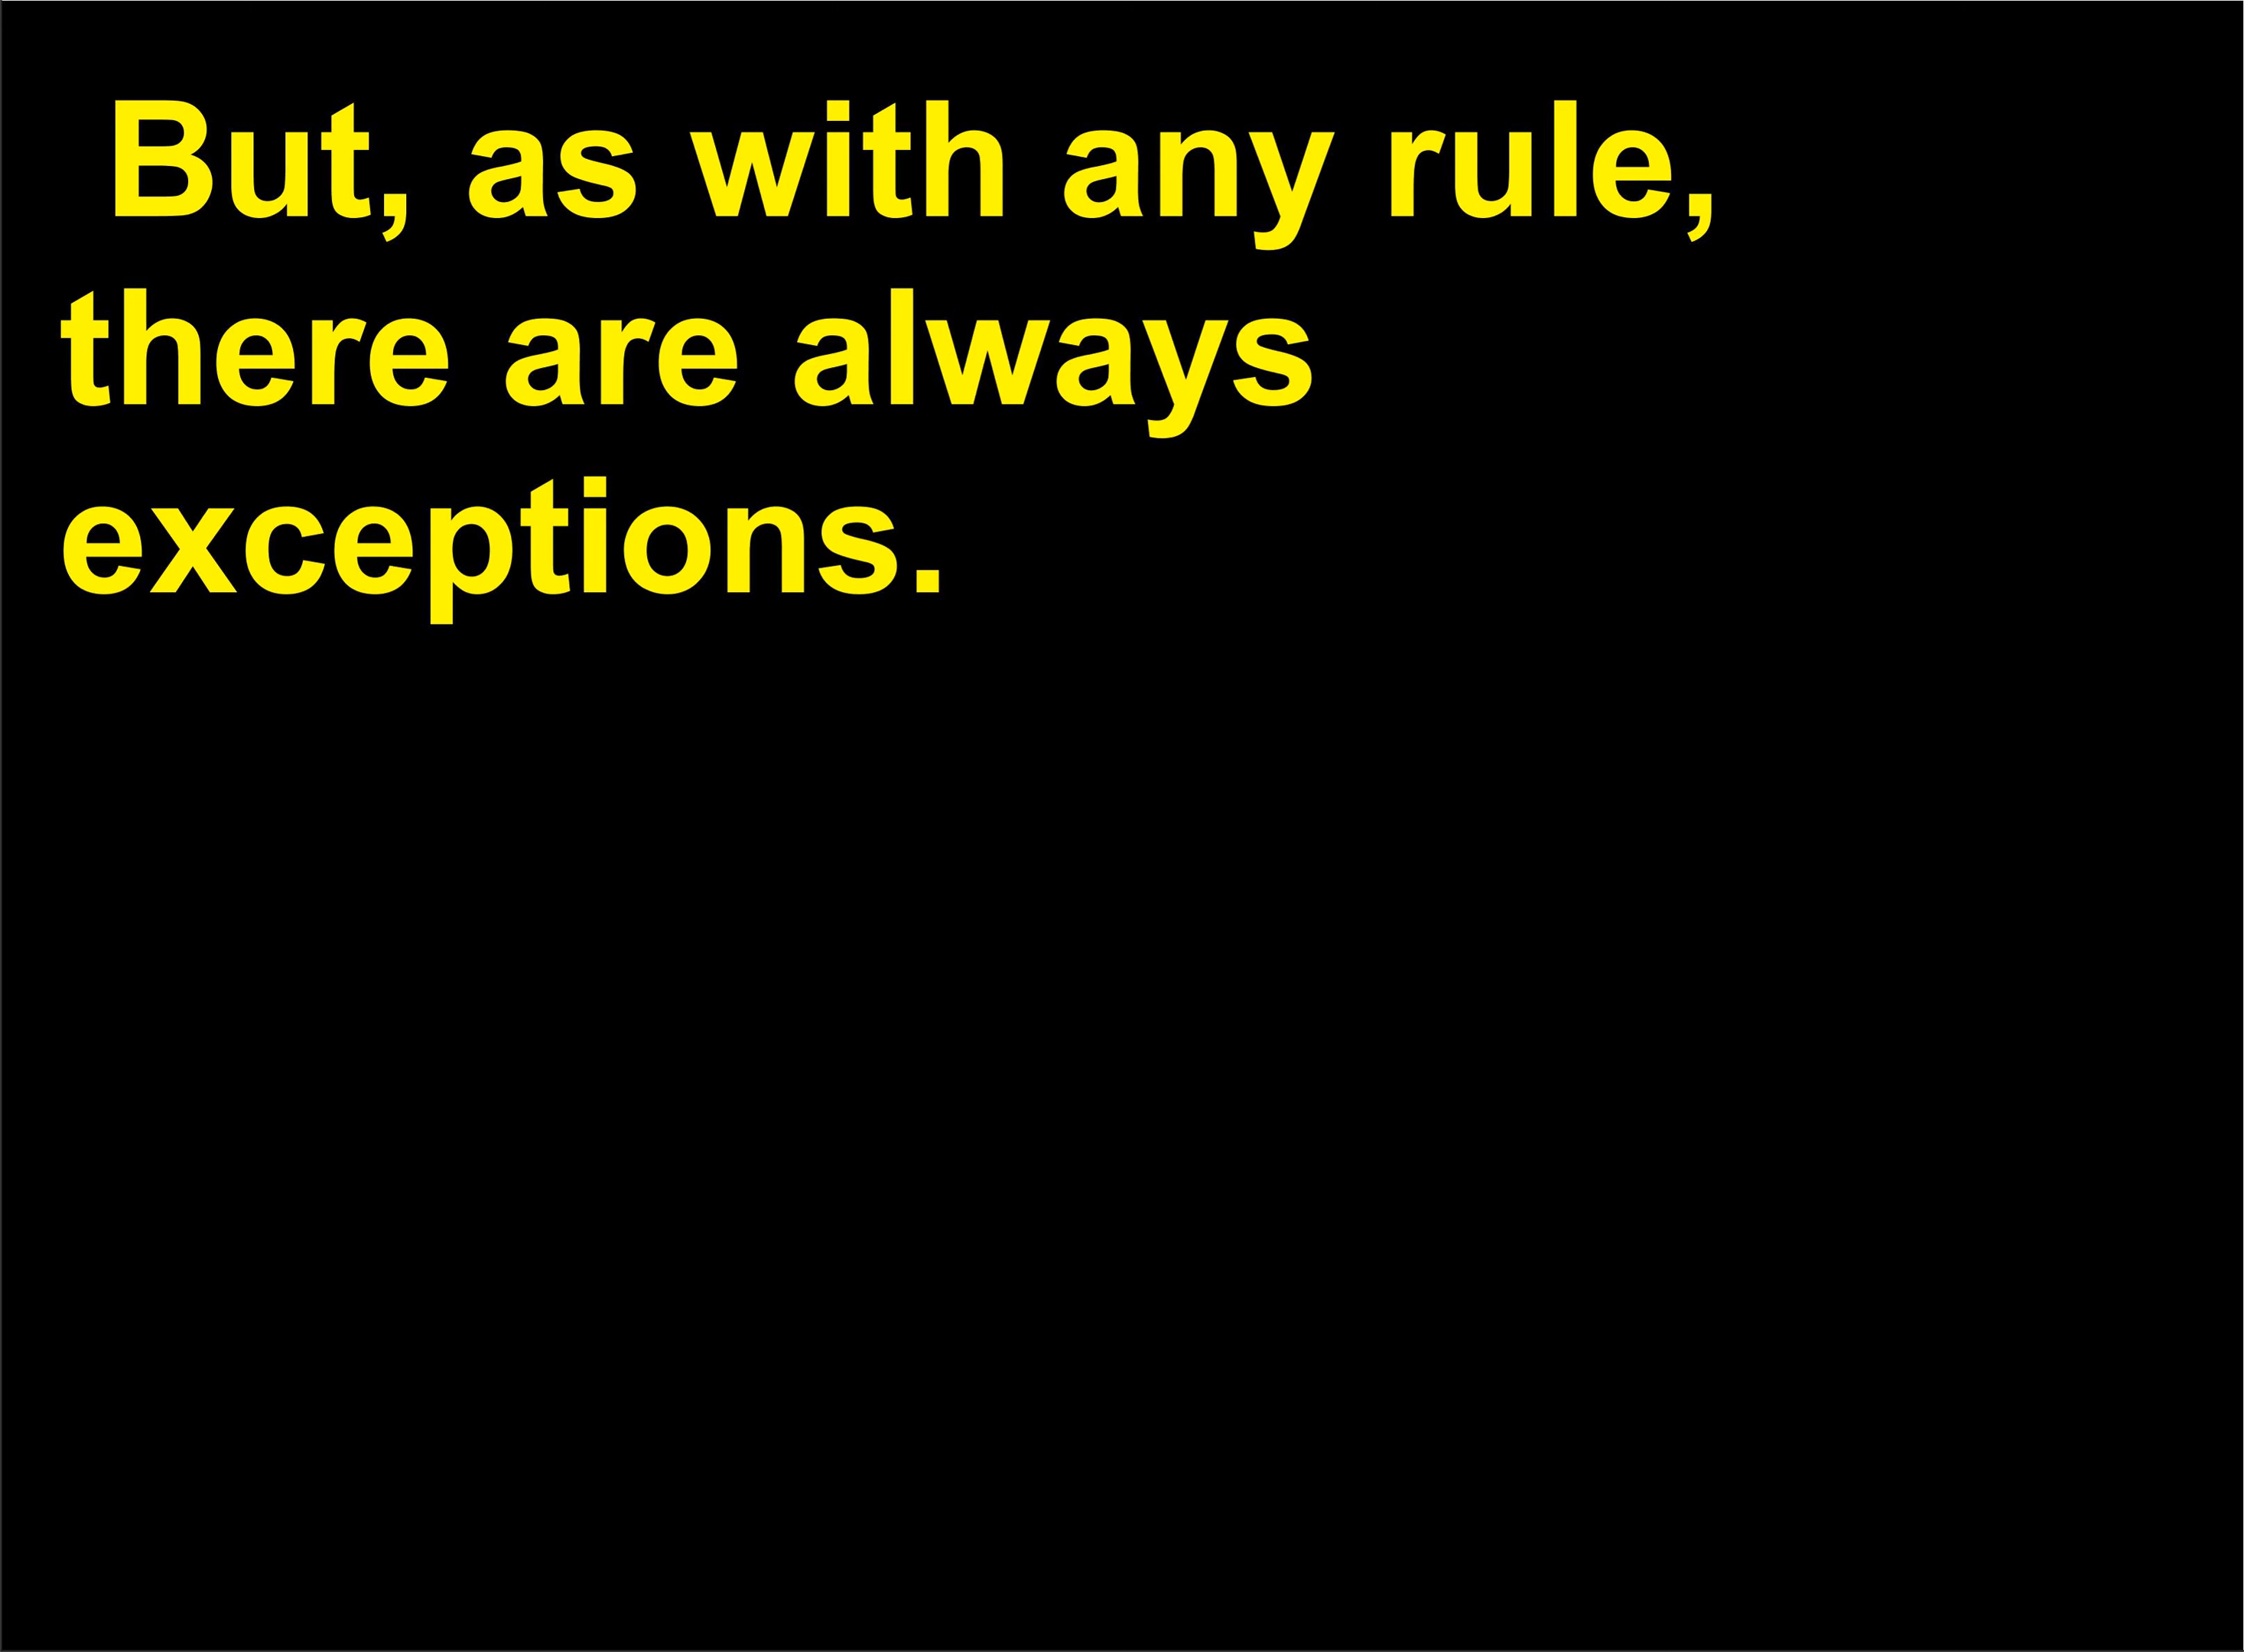 But, as with any rule,
there are always
exceptions.